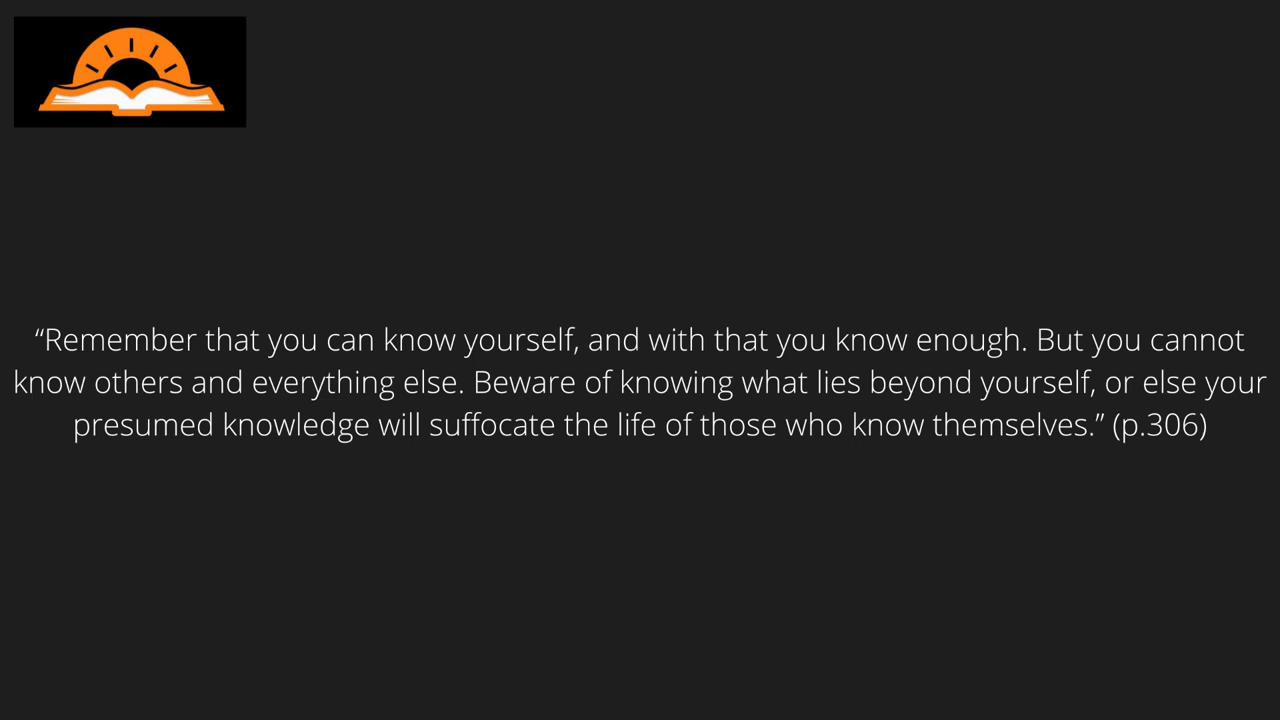 “Remember that you can know yourself, and with that you know enough. But you cannot
know others and everything else. Beware of knowing what lies beyond yourself, or else your
presumed knowledge will suffocate the life of those who know themselves.” (p.306)